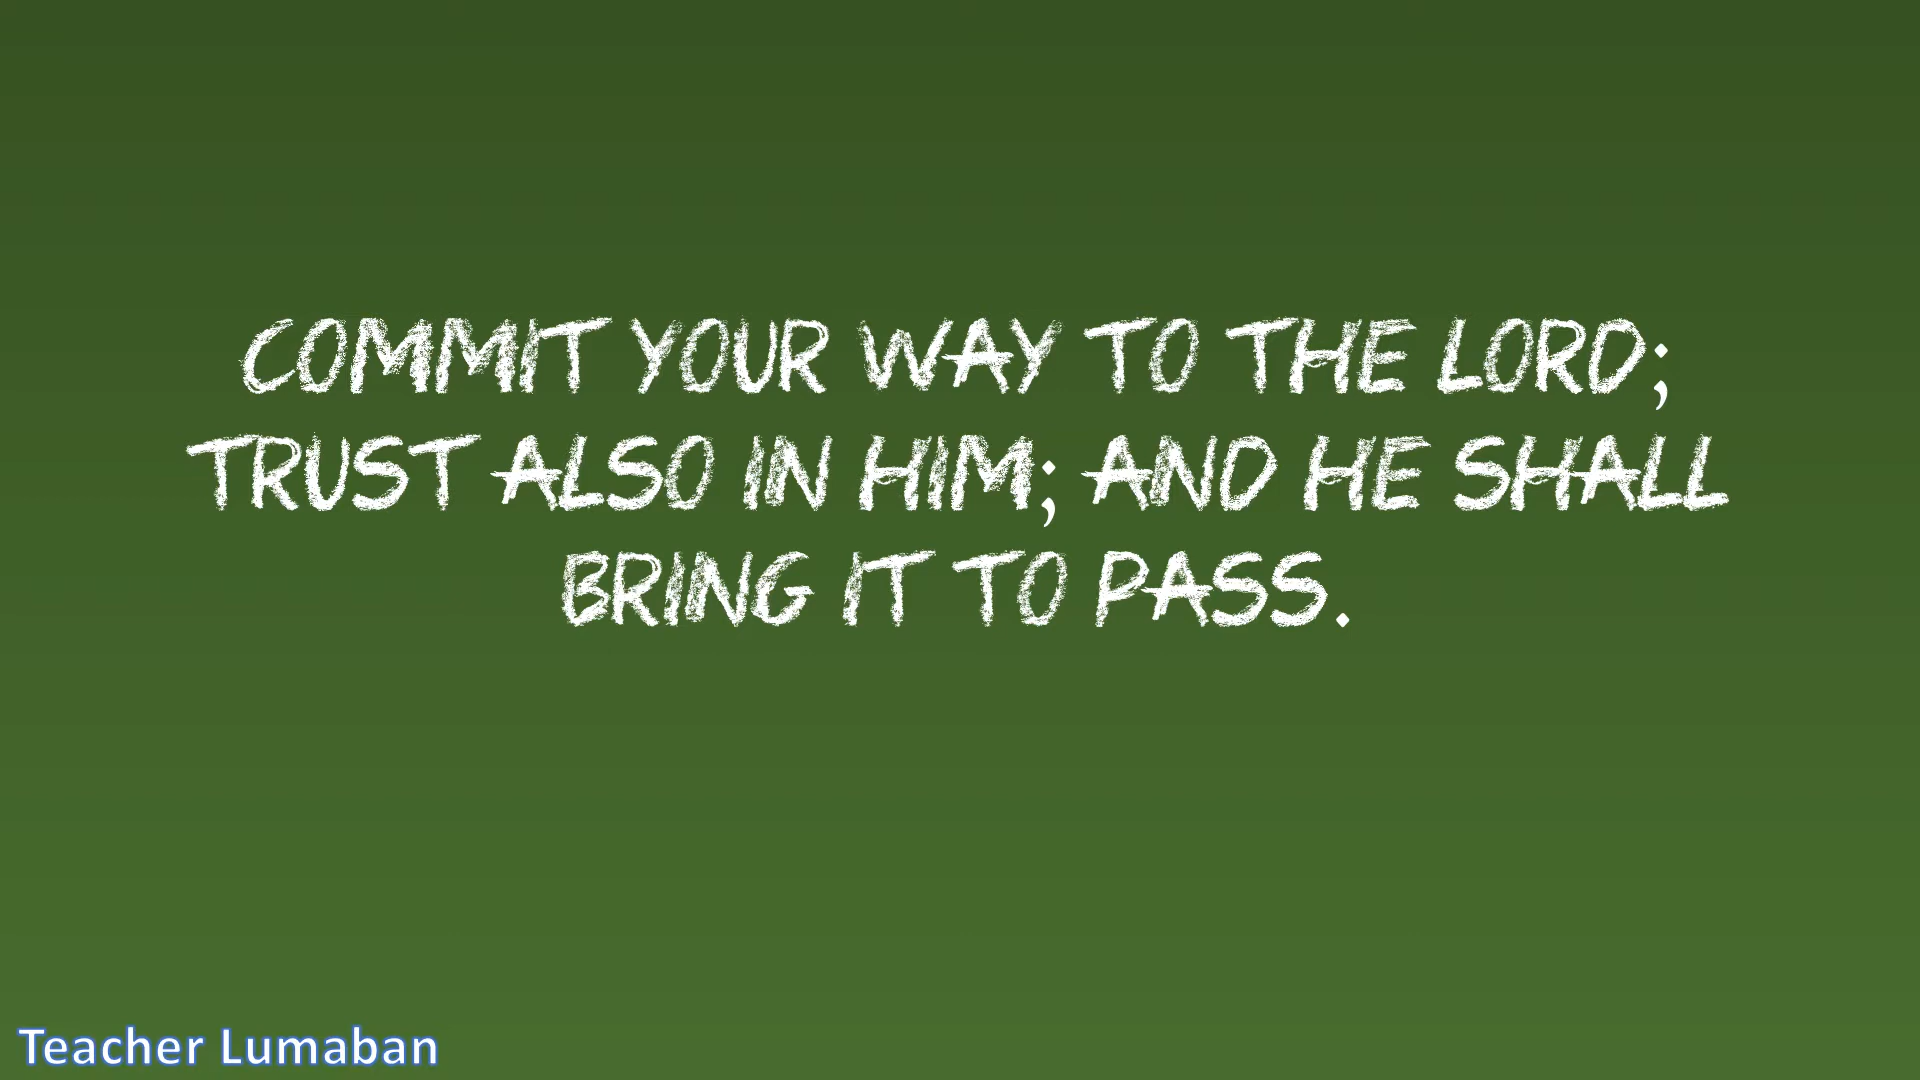 COMMIT YOUR WAY TO THE LORD;
TRUST ALSO IN HIM; AND HE SHALL
BRING IT TO PASS.
Teacher Lumaban